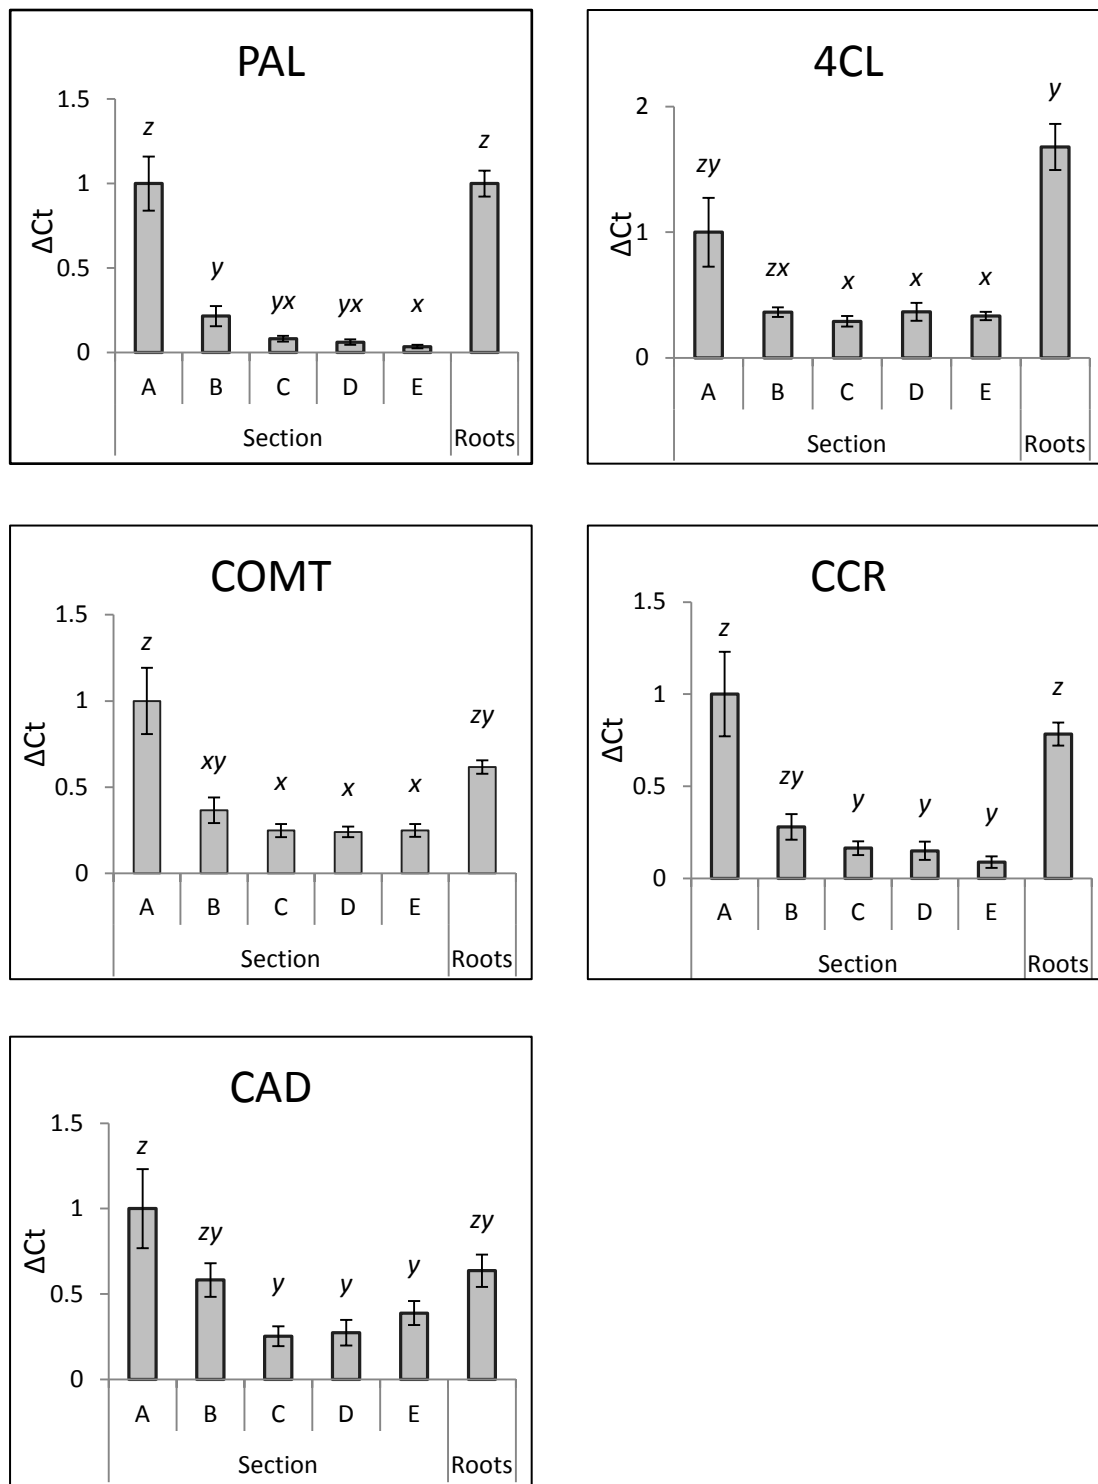 PAL
1.5
z
z
1
ΔCt
0.5
y
yx
yx
x
0
A B C D E
Section Roots
4CL
2
y
zy
ΔCt
1
zx
x
x
x
0
A B C D E
Section Roots
COMT
1.5
z
1
zy
ΔCt
xy
0.5
x
x
x
0
A B C D E
Section Roots
CCR
1.5
z
z
1
ΔCt
zy
0.5
y
y
y
0
A B C D E
Section Roots
CAD
1.5
z
1
zy
zy
ΔCt
y
y
y
0.5
0
A B C D E
Section Roots